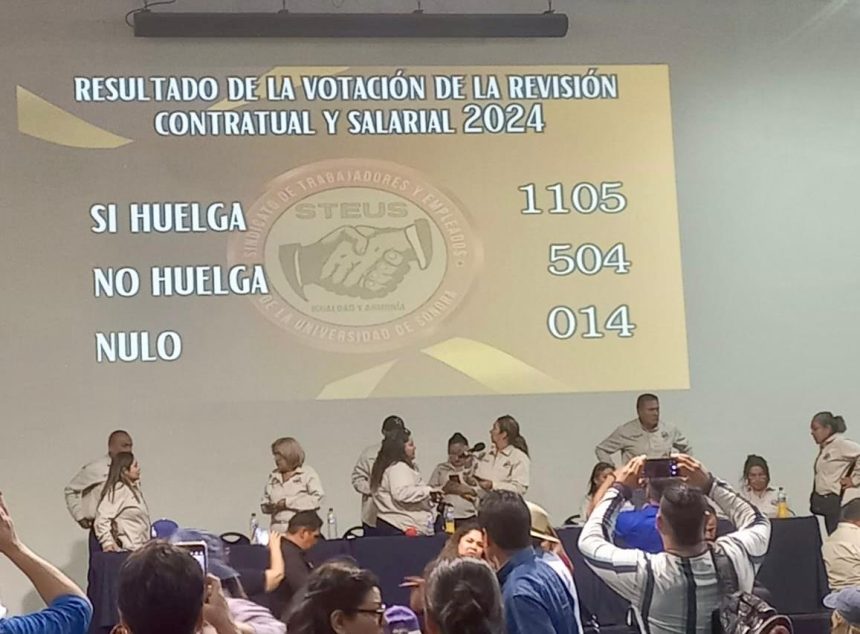 RESULTADO DE LA VOTACIÓN DE LA REVISIÓN
CONTRATUAL Y SALARIAL 2024
SI HUELGA 1105
NO HUELGA 504
NULO 014
SINDICATO DE TRABAJADORES Y EMPLEADOS
STEUS
IGUALDAD Y ARMONÍA
DE LA UNIVERSIDAD DE SONORA